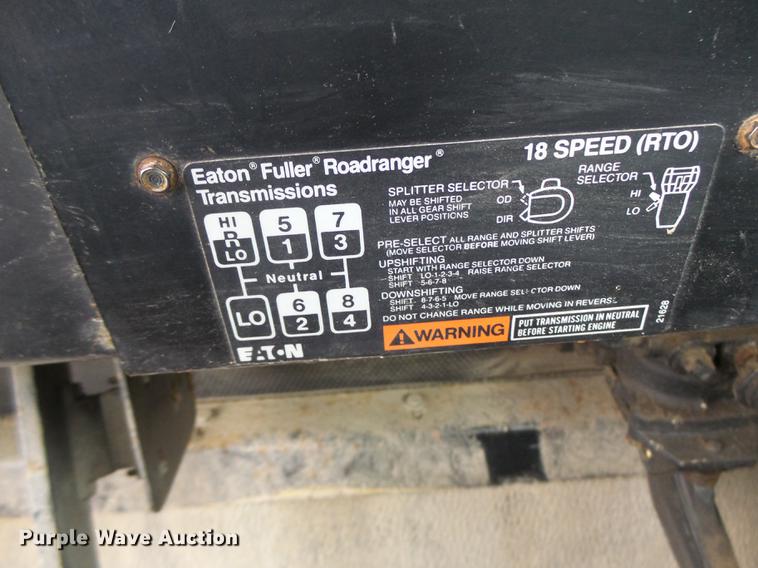 Eaton® Fuller® Roadranger®
Transmissions
18 SPEED (RTO)
SPLITTER SELECTOR
MAY BE SHIFTED
IN ALL GEAR SHIFT
LEVER POSITIONS
OD
DIR
RANGE
SELECTOR
HI
LO
HI
R
LO
5
1
7
3
Neutral
LO
6
2
8
4
PRE-SELECT ALL RANGE AND SPLITTER SHIFTS
(MOVE SELECTOR BEFORE MOVING SHIFT LEVER)
UPSHIFTING
START WITH RANGE SELECTOR DOWN
SHIFT LO-1-2-3-4 RAISE RANGE SELECTOR
SHIFT 5-6-7-8
DOWNSHIFTING
SHIFT 8-7-6-5 MOVE RANGE SELECTOR DOWN
SHIFT 4-3-2-1-LO
DO NOT CHANGE RANGE WHILE MOVING IN REVERSE
WARNING
PUT TRANSMISSION IN NEUTRAL
BEFORE STARTING ENGINE
21628
EATON
Purple Wave Auction